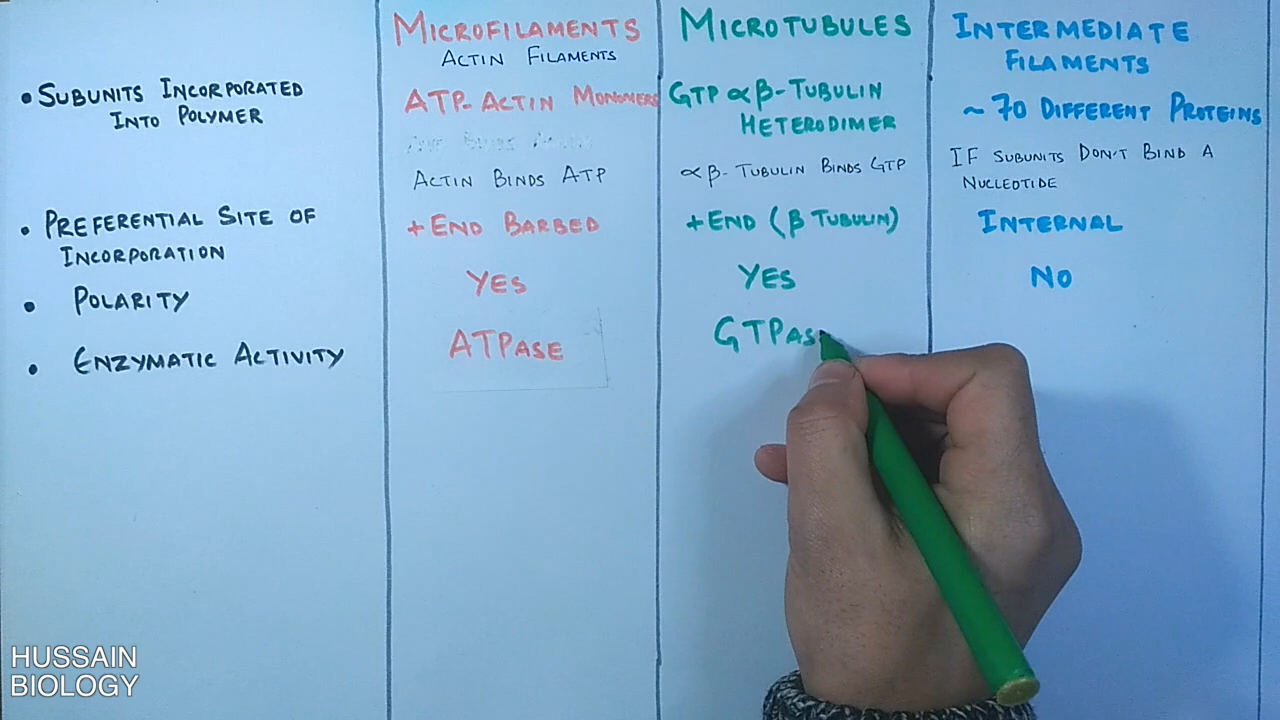 MICROFILAMENTS
ACTIN FILAMENTS
MICROTUBULES
INTERMEDIATE
FILAMENTS
• SUBUNITS INCORPORATED
INTO POLYMER
ATP-ACTIN MONOMERS
GTP αβ-TUBULIN
HETERODIMER
~70 DIFFERENT PROTEINS
ACTIN BINDS ATP
αβ-TUBULIN BINDS GTP
IF SUBUNITS DON'T BIND A
NUCLEOTIDE
• PREFERENTIAL SITE OF
INCORPORATION
+END BARBED
+END (β TUBULIN)
INTERNAL
• POLARITY
YES
YES
NO
• ENZYMATIC ACTIVITY
ATPASE
GTPAS
HUSSAIN
BIOLOGY